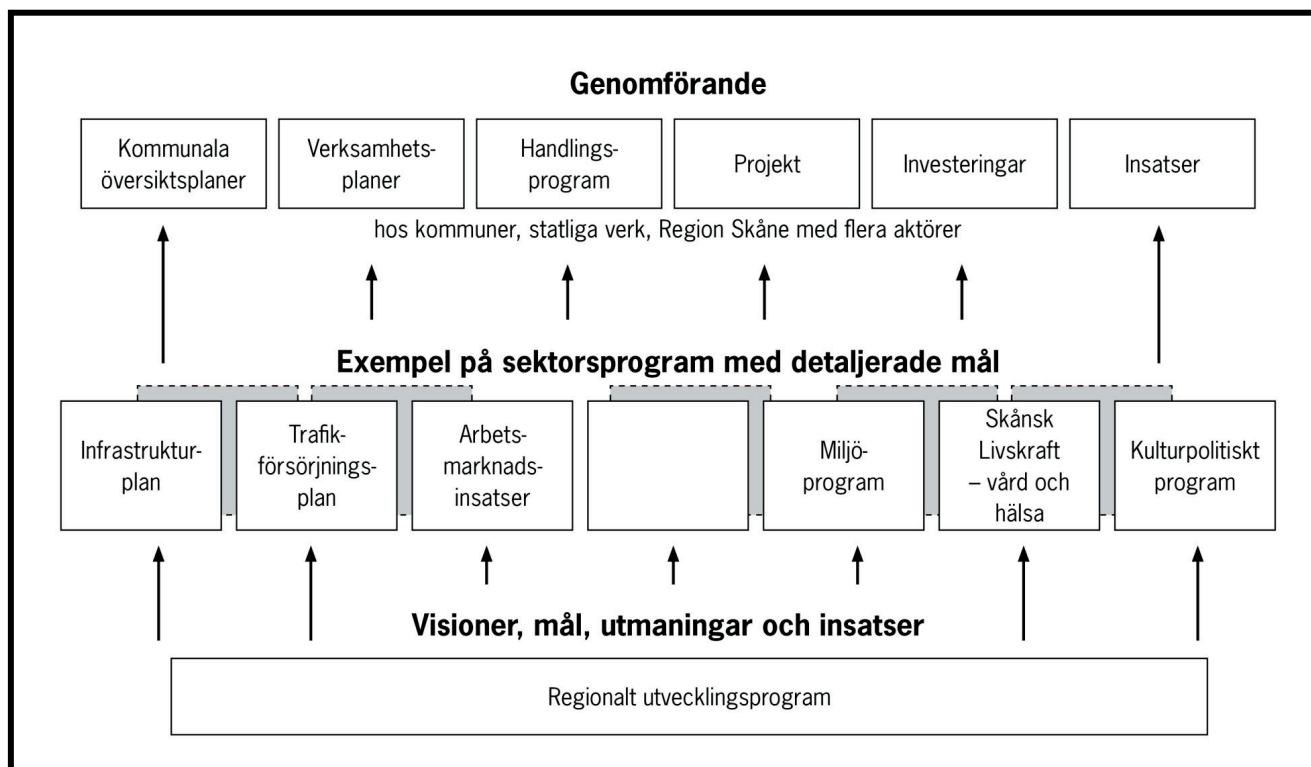 Genomförande
Kommunala
översiktsplaner
Verksamhets-
planer
Handlings-
program
Projekt
Investeringar
Insatser
hos kommuner, statliga verk, Region Skåne med flera aktörer
Exempel på sektorsprogram med detaljerade mål
Infrastruktur-
plan
Trafik-
försörjnings-
plan
Arbets-
marknads-
insatser
Miljö-
program
Skånsk
Livskraft
– vård och
hälsa
Kulturpolitiskt
program
Visioner, mål, utmaningar och insatser
Regionalt utvecklingsprogram